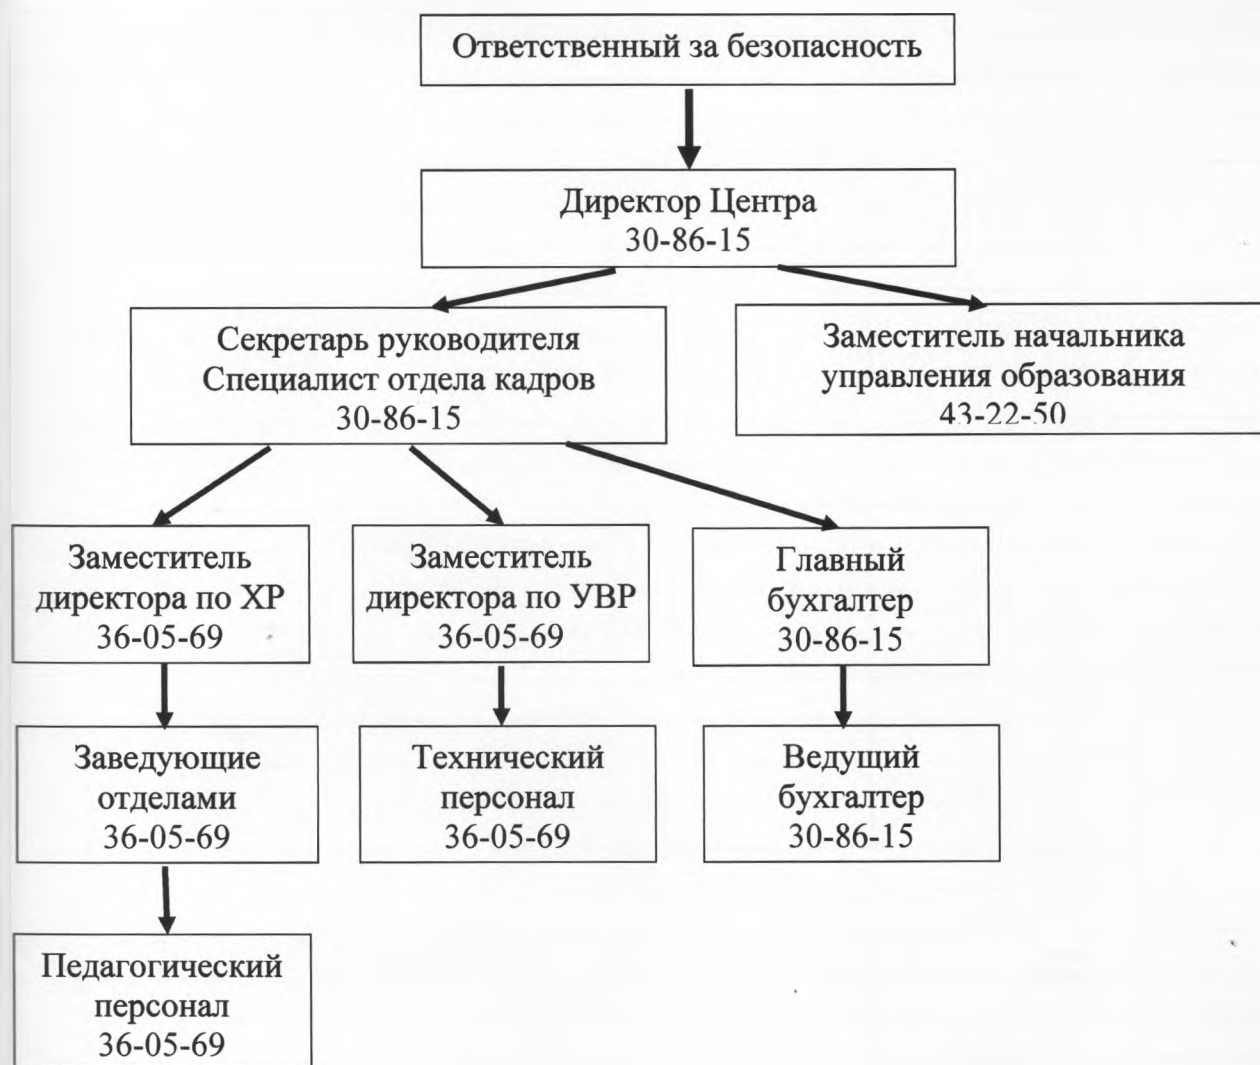 Ответственный за безопасность
Директор Центра
30-86-15
Секретарь руководителя
Специалист отдела кадров
30-86-15
Заместитель начальника
управления образования
43-22-50
Заместитель
директора по ХР
36-05-69
Заместитель
директора по УВР
36-05-69
Главный
бухгалтер
30-86-15
Заведующие
отделами
36-05-69
Технический
персонал
36-05-69
Ведущий
бухгалтер
30-86-15
Педагогический
персонал
36-05-69